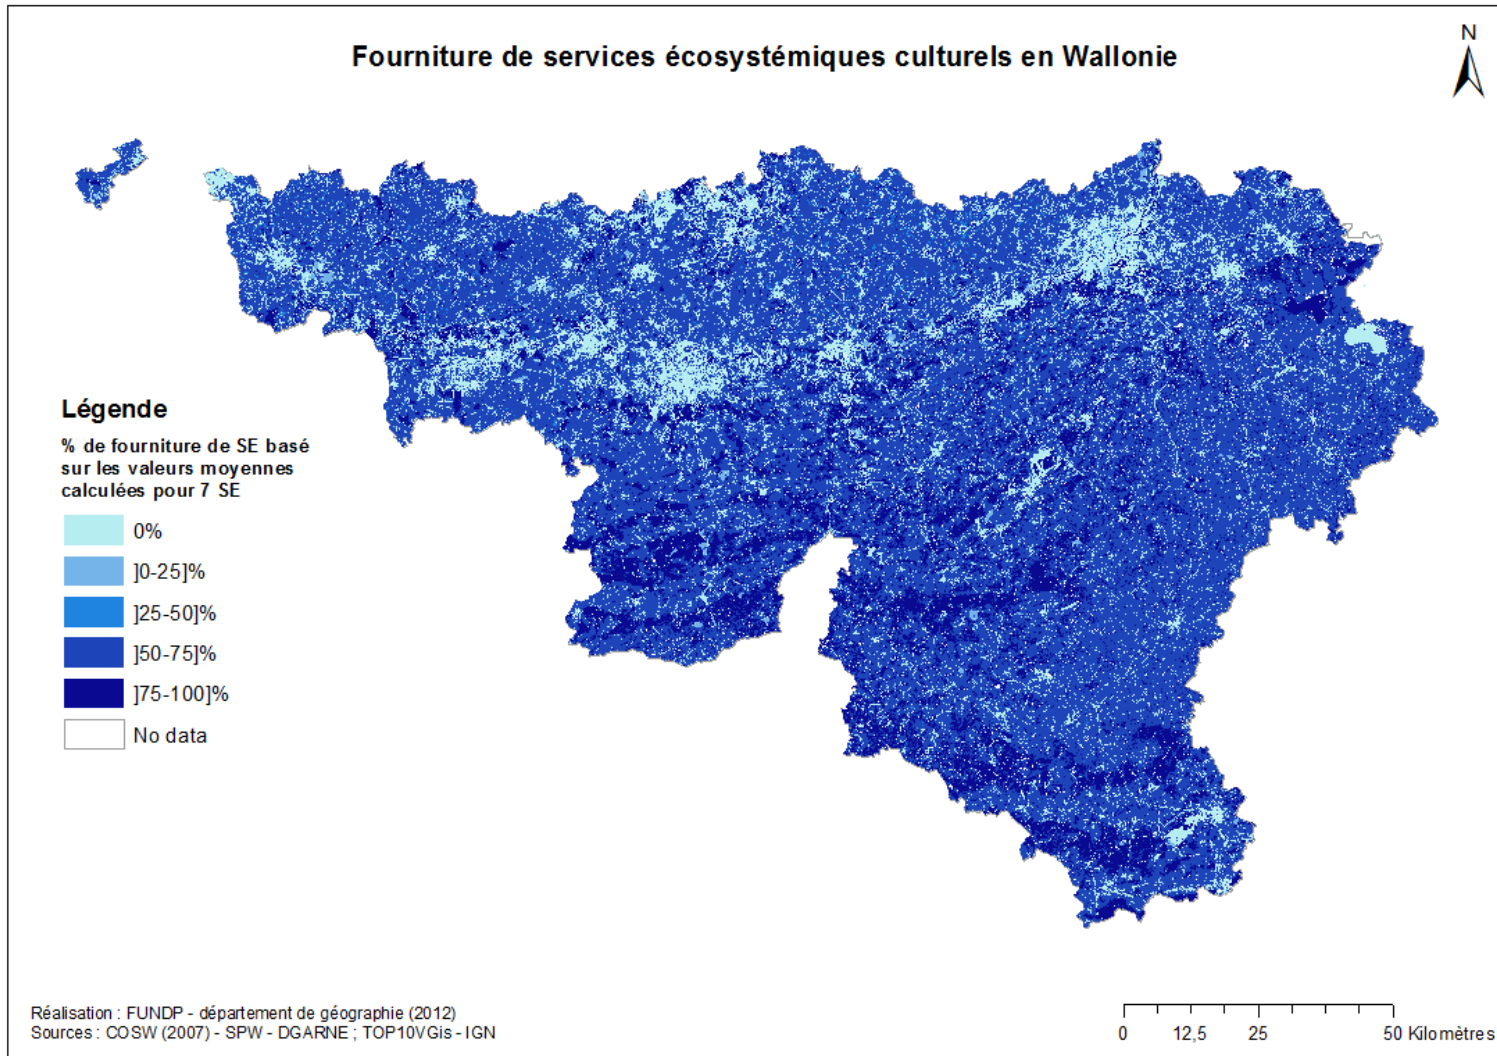 Fourniture de services écosystémiques culturels en Wallonie
N
Légende
% de fourniture de SE basé
sur les valeurs moyennes
calculées pour 7 SE
0%
]0-25]%
]25-50]%
]50-75]%
]75-100]%
No data
Réalisation : FUNDP - département de géographie (2012)
Sources : COSW (2007) - SPW - DGARNE ; TOP10VGis - IGN
0 12,5 25 50 Kilomètres